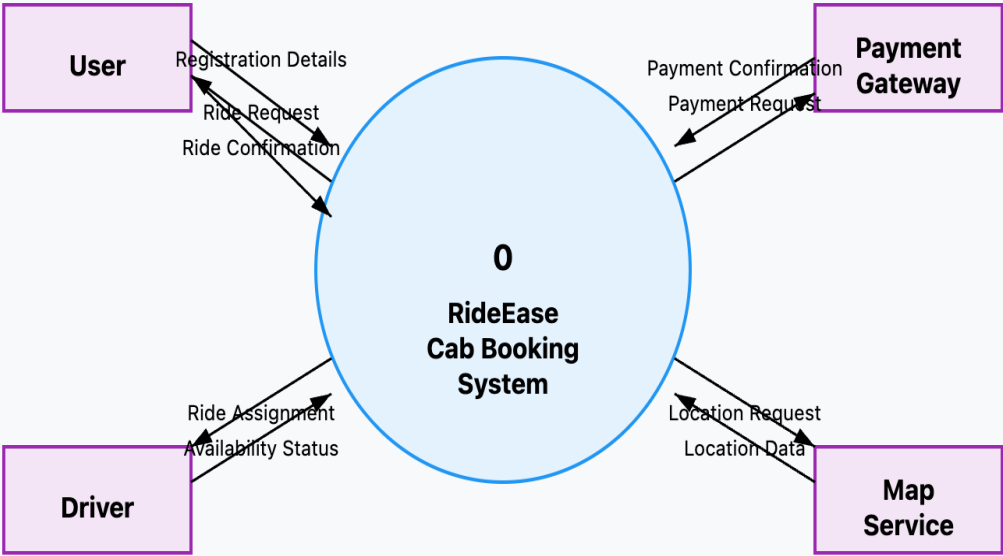 User
Registration Details
Ride Request
Ride Confirmation
Payment
Gateway
Payment Confirmation
Payment Request
0
RideEase
Cab Booking
System
Ride Assignment
Availability Status
Driver
Location Request
Location Data
Map
Service